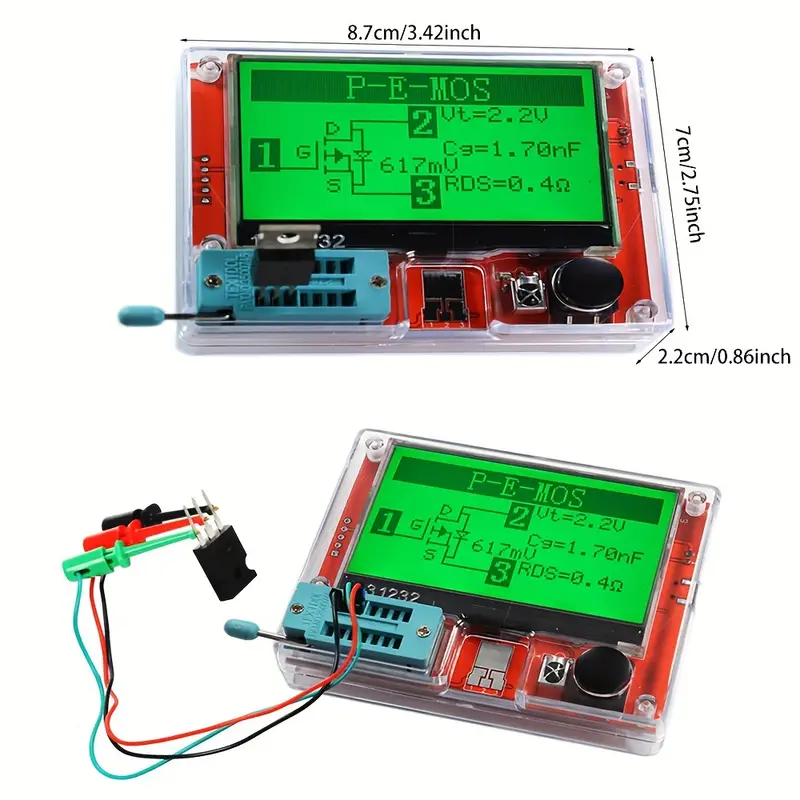 8.7cm/3.42inch
P-E-MOS
D
2
Vt=2.2V
1
G
Cg=1.70nF
617mV
S
3
RDS=0.4Ω
32
TEXTOOL
7cm/2.75inch
2.2cm/0.86inch
P-E-MOS
D
2
Vt=2.2V
1
G
Cg=1.70nF
617mV
S
3
RDS=0.4Ω
31232
TEXTOOL